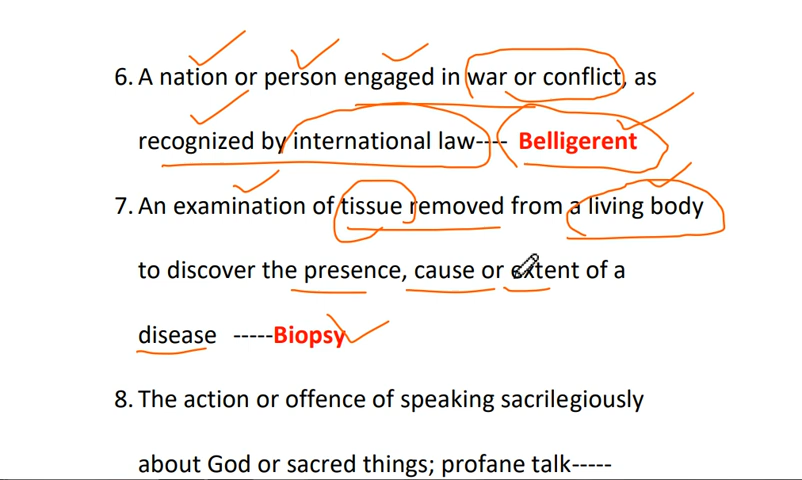 6. A nation or person engaged in war or conflict, as
recognized by international law---- Belligerent
7. An examination of tissue removed from a living body
to discover the presence, cause or extent of a
disease -----Biopsy
8. The action or offence of speaking sacrilegiously
about God or sacred things; profane talk-----